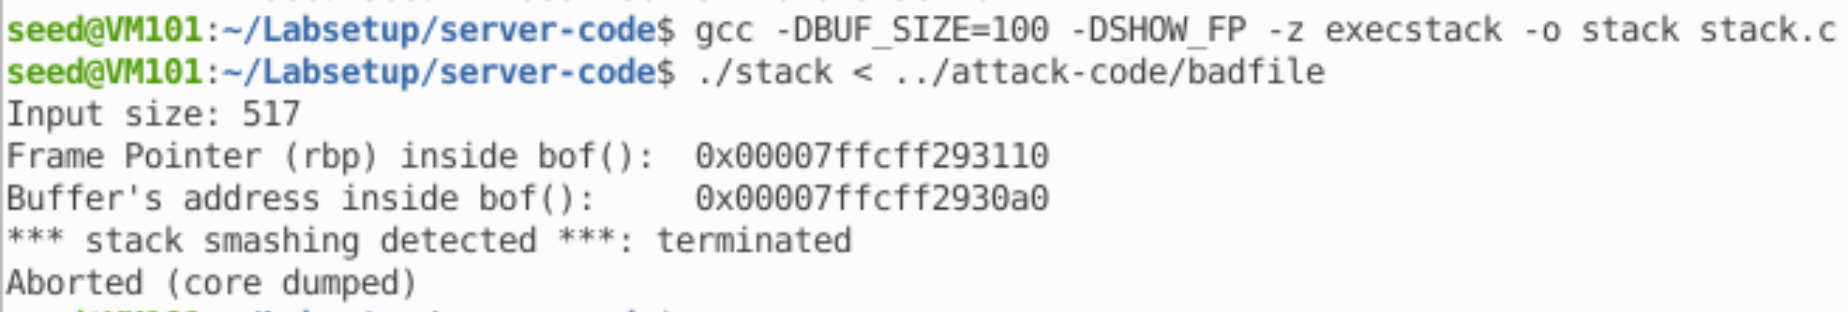 seed@VM101:~/Labsetup/server-code$ gcc -DBUF_SIZE=100 -DSHOW_FP -z execstack -o stack stack.c
seed@VM101:~/Labsetup/server-code$ ./stack < ../attack-code/badfile
Input size: 517
Frame Pointer (rbp) inside bof():  0x00007ffcff293110
Buffer's address inside bof():     0x00007ffcff2930a0
*** stack smashing detected ***: terminated
Aborted (core dumped)